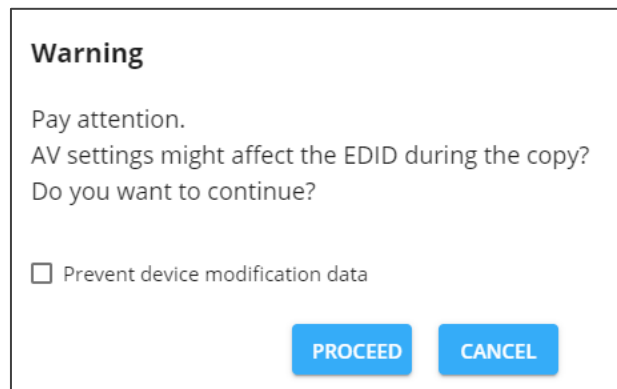 Warning
Pay attention.
AV settings might affect the EDID during the copy?
Do you want to continue?
Prevent device modification data
PROCEED CANCEL